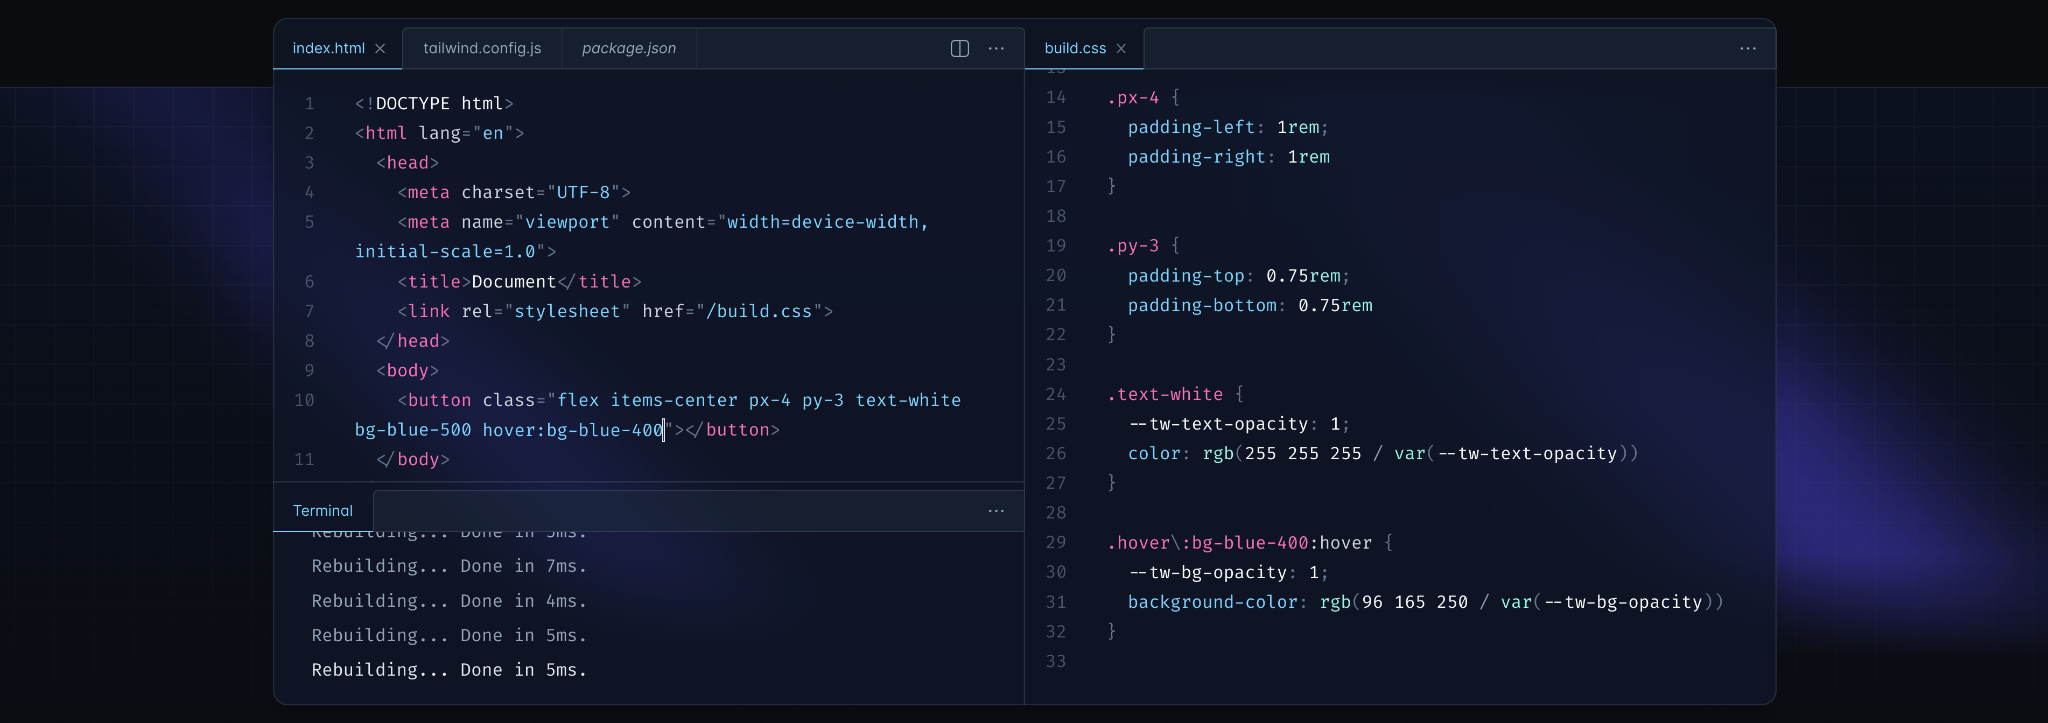 index.html ×
tailwind.config.js
package.json
1 <!DOCTYPE html>
2 <html lang="en">
3 <head>
4 <meta charset="UTF-8">
5 <meta name="viewport" content="width=device-width,
initial-scale=1.0">
6 <title>Document</title>
7 <link rel="stylesheet" href="/build.css">
8 </head>
9 <body>
10 <button class="flex items-center px-4 py-3 text-white
bg-blue-500 hover:bg-blue-400"></button>
11 </body>
Terminal
Rebuilding... Done in 5ms.
Rebuilding... Done in 7ms.
Rebuilding... Done in 4ms.
Rebuilding... Done in 5ms.
Rebuilding... Done in 5ms.
build.css ×
13
14 .px-4 {
15 padding-left: 1rem;
16 padding-right: 1rem
17 }
18
19 .py-3 {
20 padding-top: 0.75rem;
21 padding-bottom: 0.75rem
22 }
23
24 .text-white {
25 --tw-text-opacity: 1;
26 color: rgb(255 255 255 / var(--tw-text-opacity))
27 }
28
29 .hover\:bg-blue-400:hover {
30 --tw-bg-opacity: 1;
31 background-color: rgb(96 165 250 / var(--tw-bg-opacity))
32 }
33